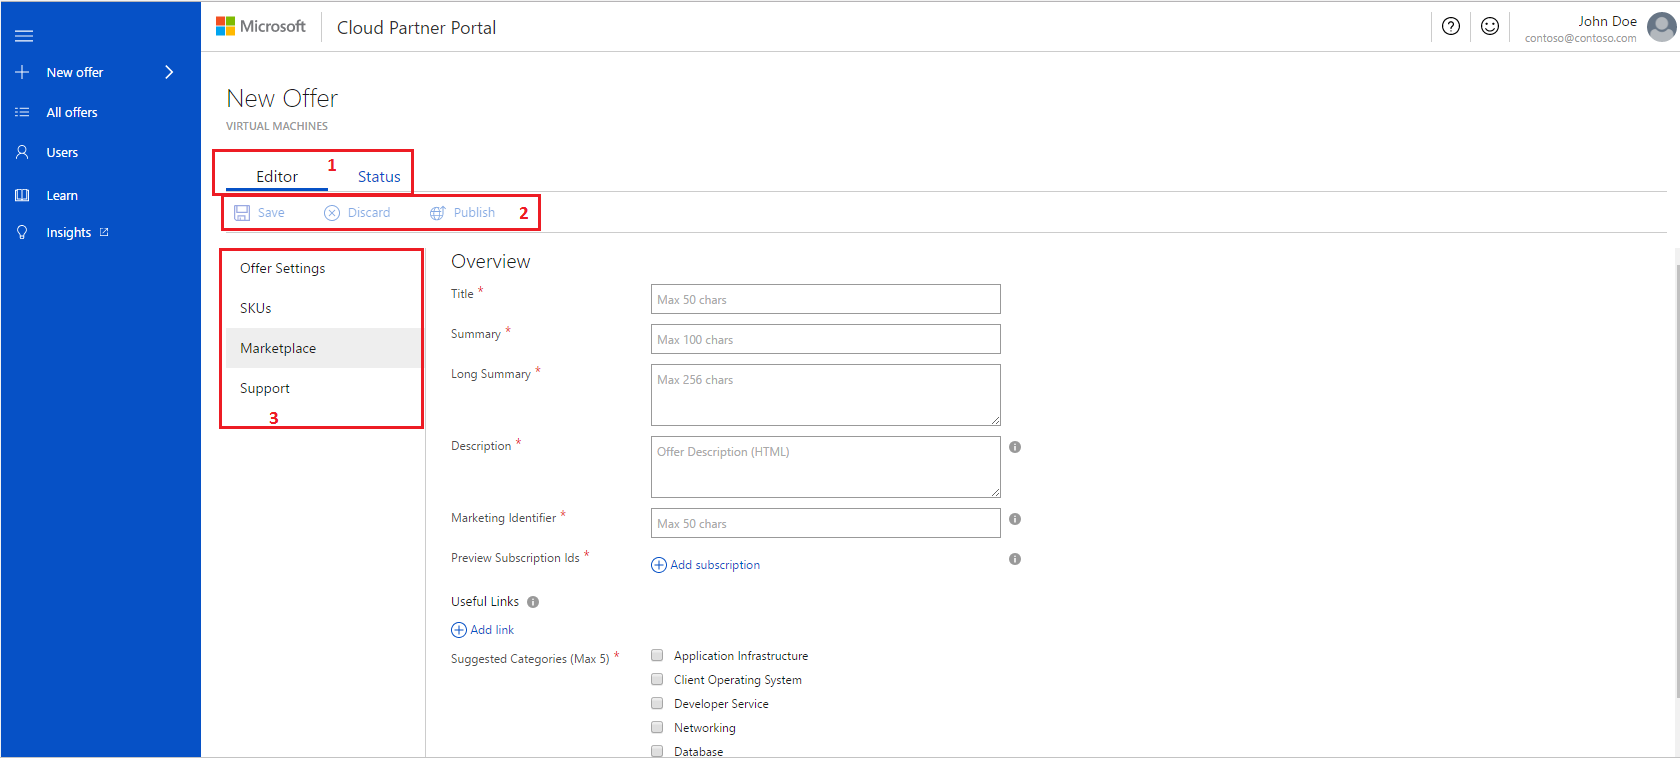 Microsoft
Cloud Partner Portal
John Doe
contoso@contoso.com
New offer
All offers
Users
Learn
Insights
New Offer
VIRTUAL MACHINES
Editor 1 Status
Save Discard Publish 2
Offer Settings
SKUs
Marketplace
Support
3
Overview
Title * Max 50 chars
Summary * Max 100 chars
Long Summary * Max 256 chars
Description * Offer Description (HTML)
Marketing Identifier * Max 50 chars
Preview Subscription Ids * Add subscription
Useful Links
Add link
Suggested Categories (Max 5) * Application Infrastructure
Client Operating System
Developer Service
Networking
Database